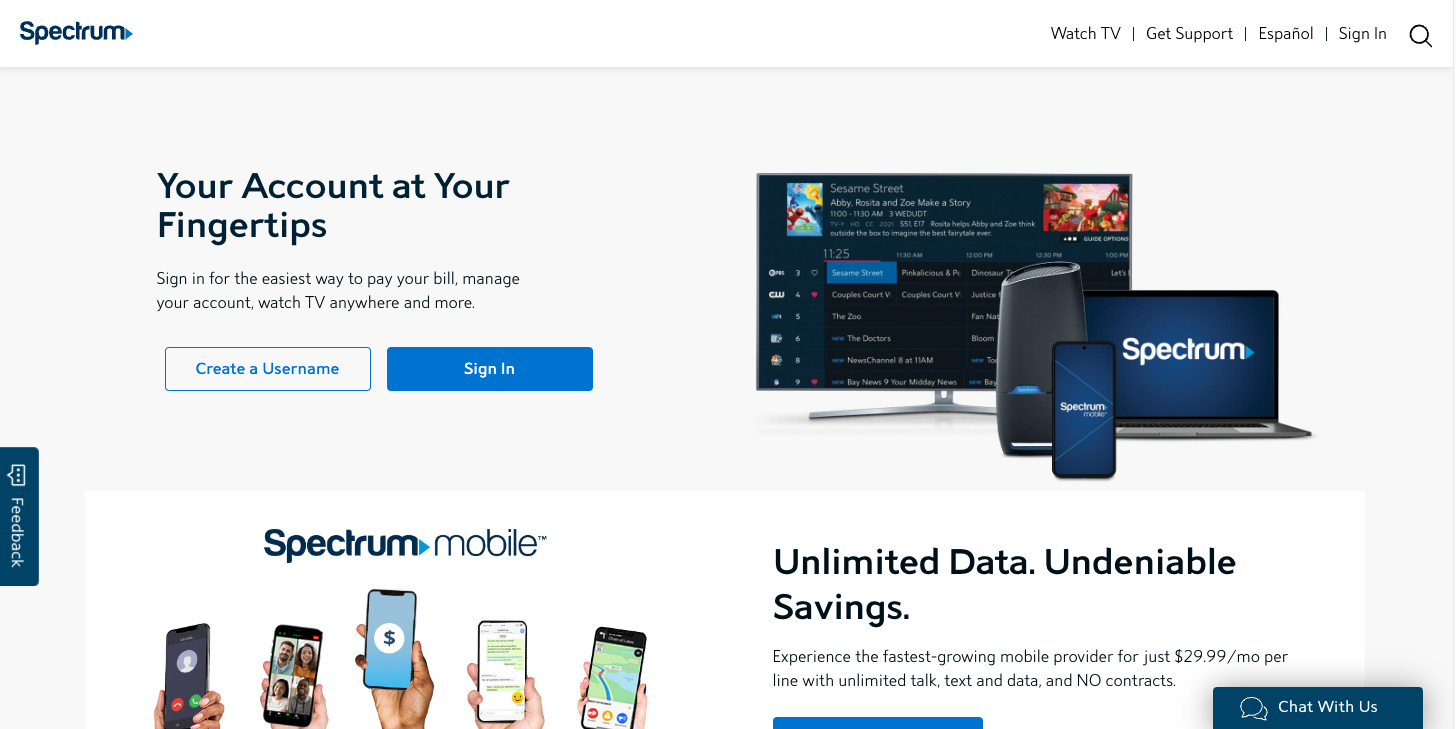 Spectrum
Watch TV | Get Support | Español | Sign In
Your Account at Your
Fingertips
Sign in for the easiest way to pay your bill, manage
your account, watch TV anywhere and more.
Create a Username
Sign In
Sesame Street
Abby, Rosita and Zoe Make a Story
11:00 - 11:30 AM 3 WEDUDT
TV-Y HD CC 2021 S51, E17 Rosita helps Abby and Zoe think
outside the box to imagine the best fairytale ever.
GUIDE OPTIONS
11:25 11:30 AM 12:00 PM 12:30 PM 1:00 PM
PBS 3 Sesame Street Pinkalicious & Pe Dinosaur Let's
CW 4 Couples Court V Couples Court V Justice f
5 The Zoo Fan Nat
6 NEW The Doctors Bloom
8 NEW NewsChannel 8 at 11AM NEW
9 NEW Bay News 9 Your Midday News NEW Bay
Spectrum
Spectrum
Spectrum
mobile
Feedback
Spectrum mobile™
$
Unlimited Data. Undeniable
Savings.
Experience the fastest-growing mobile provider for just $29.99/mo per
line with unlimited talk, text and data, and NO contracts.
Chat With Us